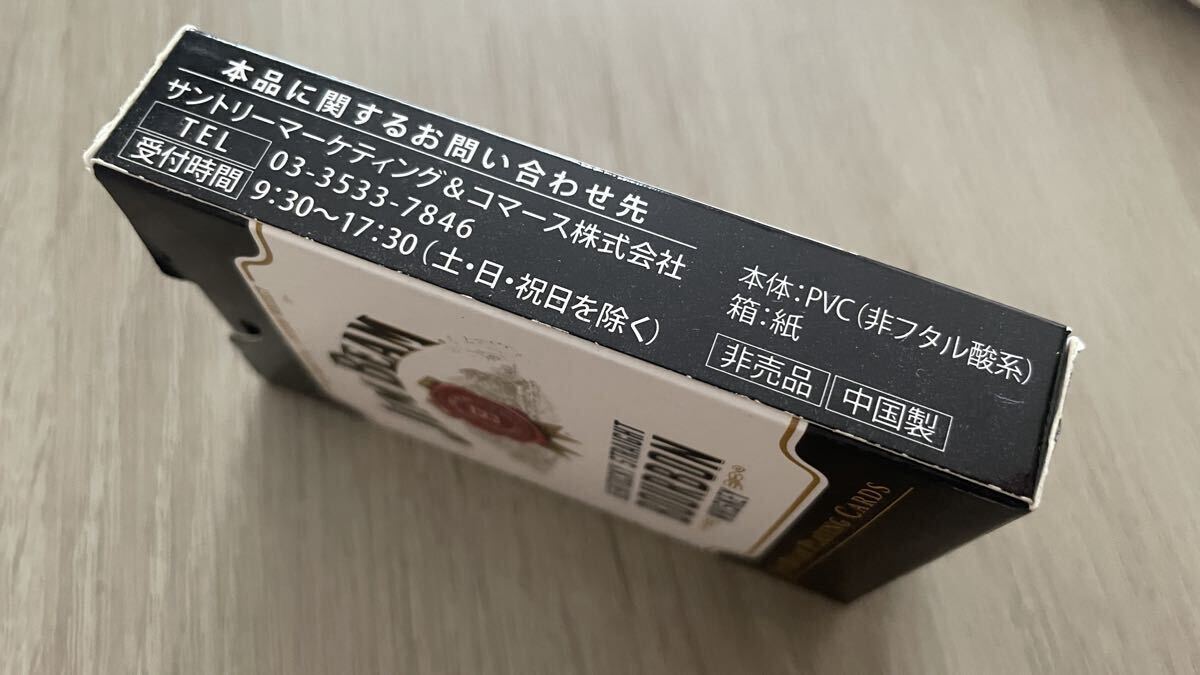 本品に関するお問い合わせ先
サントリーマーケティング&コマース株式会社
TEL 03-3533-7846
受付時間 9:30〜17:30(土・日・祝日を除く)
本体:PVC(非フタル酸系)
箱:紙
非売品 中国製
BEAM
STRAIGHT
BOURBON
WHISKEY
PLAYING CARDS